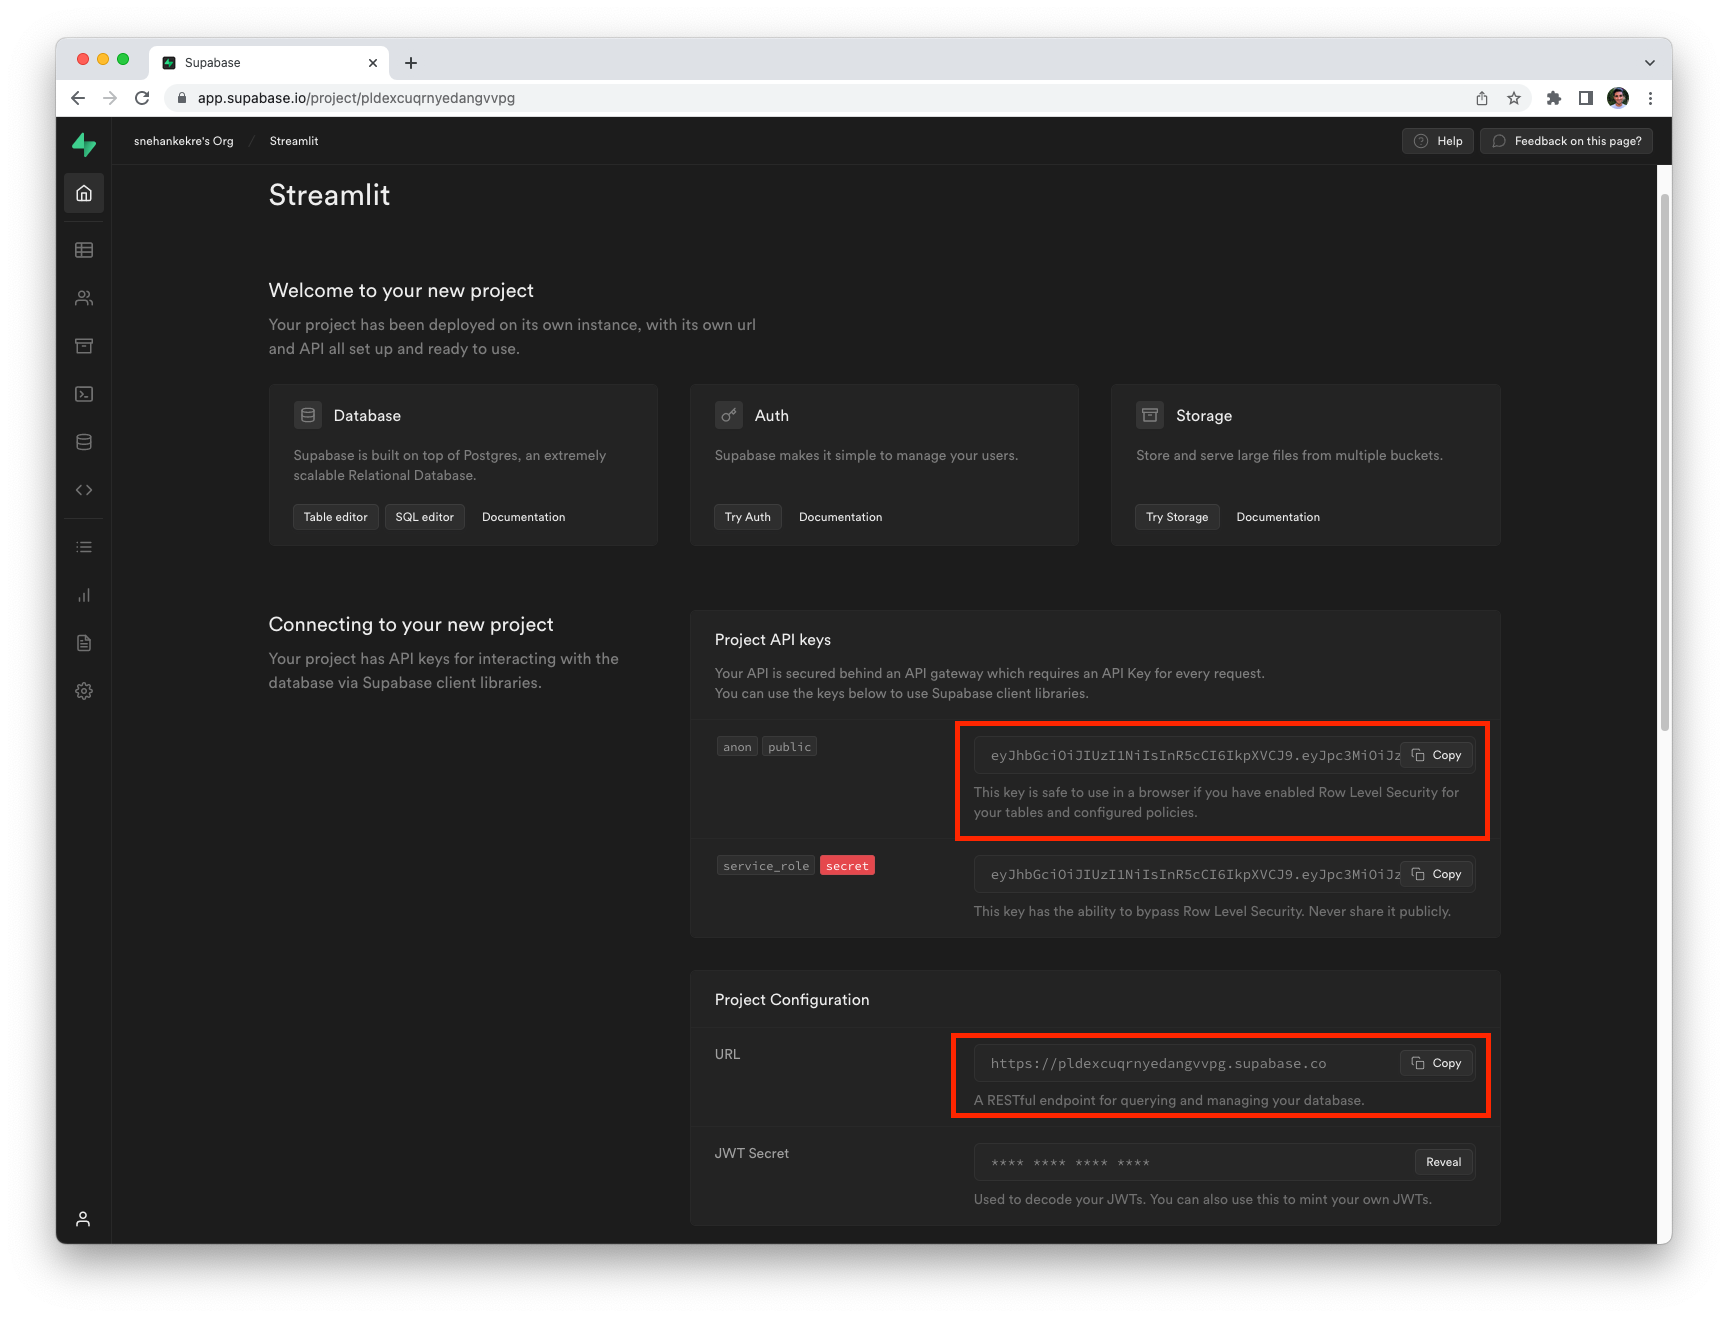 Supabase
app.supabase.io/project/pldexcuqrnyedangvvpg
snehankekre's Org / Streamlit
Help
Feedback on this page?
Streamlit
Welcome to your new project
Your project has been deployed on its own instance, with its own url
and API all set up and ready to use.
Database
Supabase is built on top of Postgres, an extremely
scalable Relational Database.
Table editor
SQL editor
Documentation
Auth
Supabase makes it simple to manage your users.
Try Auth
Documentation
Storage
Store and serve large files from multiple buckets.
Try Storage
Documentation
Connecting to your new project
Your project has API keys for interacting with the
database via Supabase client libraries.
Project API keys
Your API is secured behind an API gateway which requires an API Key for every request.
You can use the keys below to use Supabase client libraries.
anon public
eyJhbGciOiJIUzI1NiIsInR5cCI6IkpXVCJ9.eyJpc3MiOiJz
Copy
This key is safe to use in a browser if you have enabled Row Level Security for
your tables and configured policies.
service_role secret
eyJhbGciOiJIUzI1NiIsInR5cCI6IkpXVCJ9.eyJpc3MiOiJz
Copy
This key has the ability to bypass Row Level Security. Never share it publicly.
Project Configuration
URL
https://pldexcuqrnyedangvvpg.supabase.co
Copy
A RESTful endpoint for querying and managing your database.
JWT Secret
**** **** **** ****
Reveal
Used to decode your JWTs. You can also use this to mint your own JWTs.